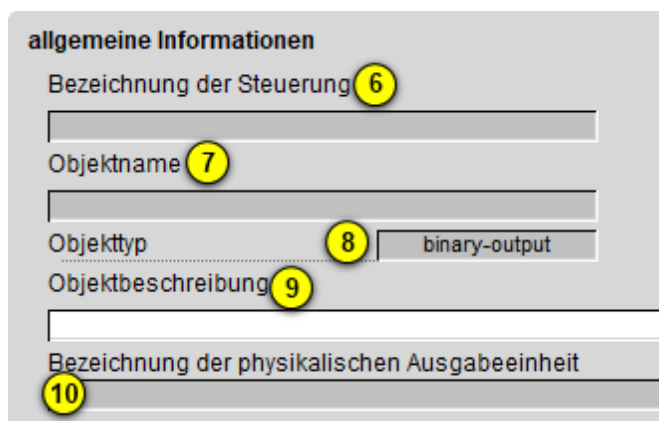 allgemeine Informationen
Bezeichnung der Steuerung 6
Objektname 7
Objekttyp 8 binary-output
Objektbeschreibung 9
Bezeichnung der physikalischen Ausgabeeinheit
10